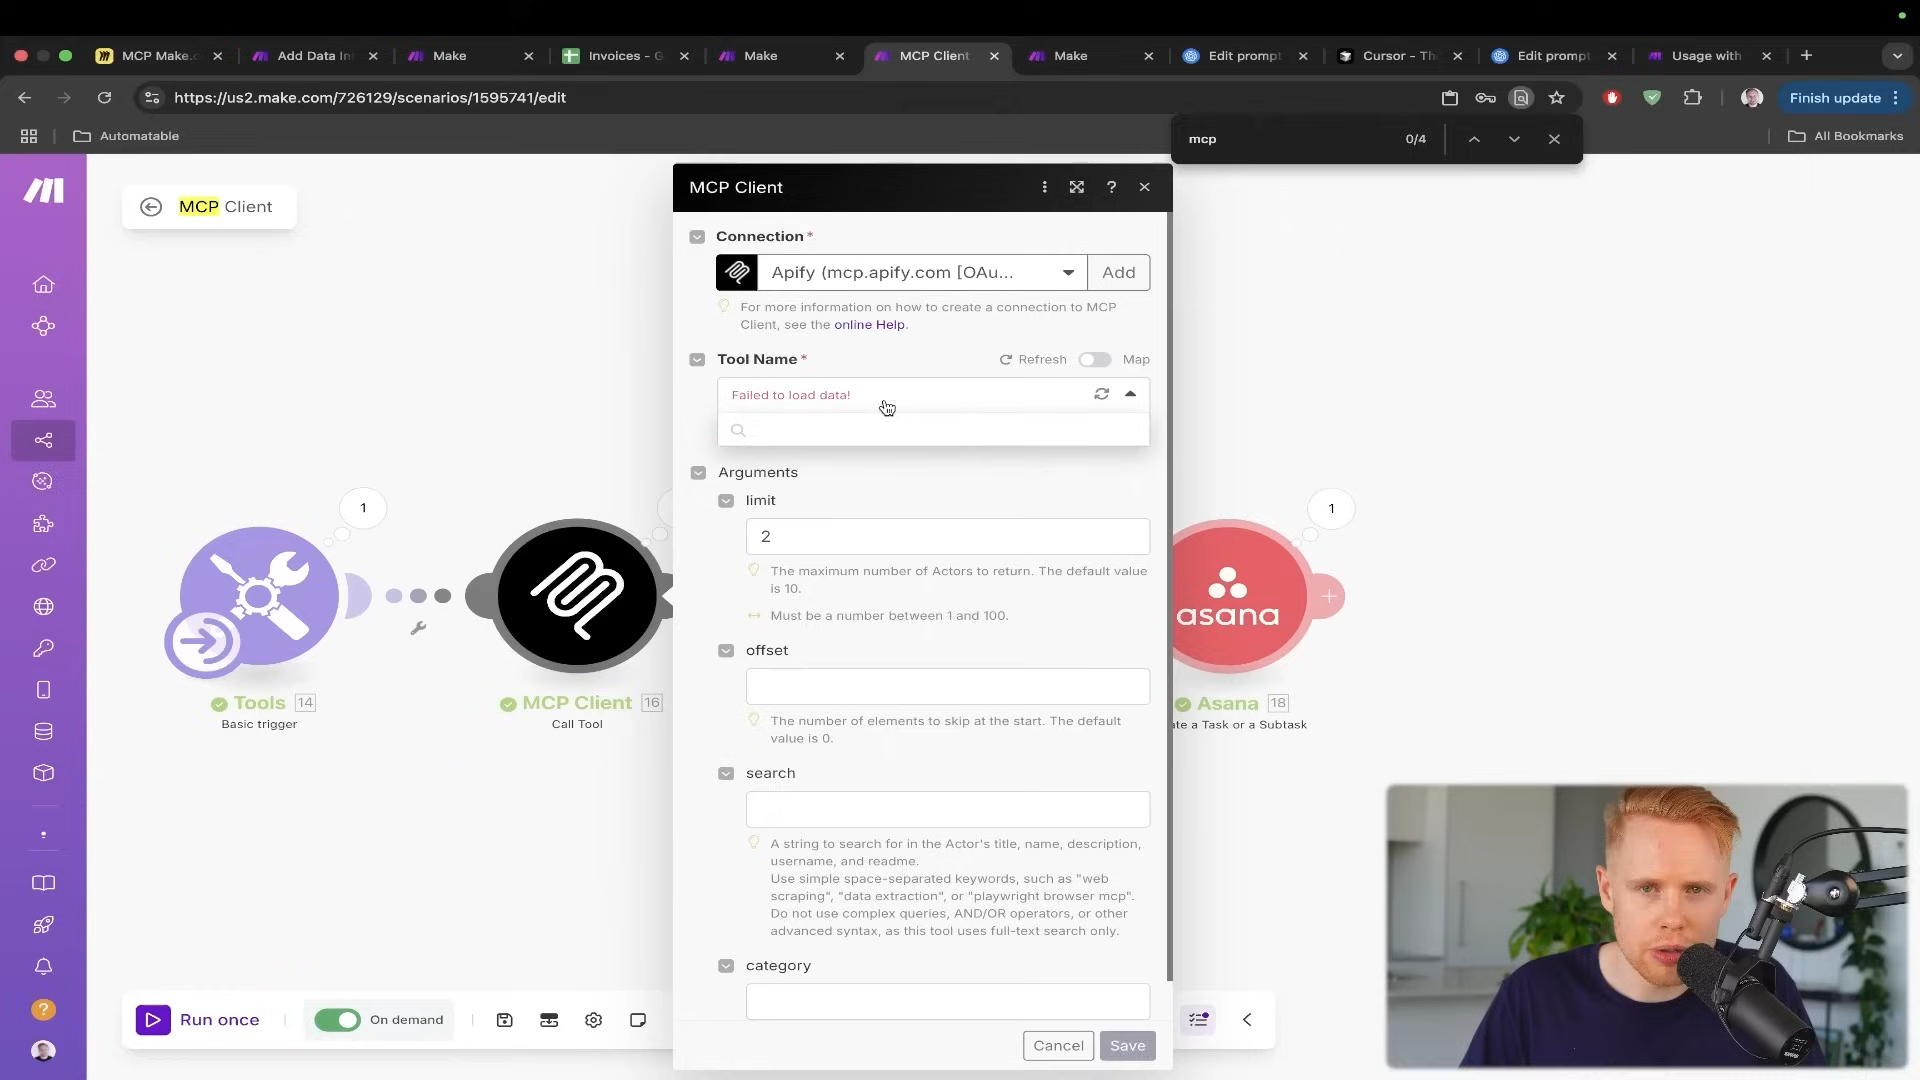 MCP Make.c
Add Data In
Make
Invoices - G
Make
MCP Client
Make
Edit prompt
Cursor - Th
Edit prompt
Usage with
https://us2.make.com/726129/scenarios/1595741/edit
Finish update
Automatable
All Bookmarks
mcp
0/4
MCP Client
MCP Client
Connection *
Apify (mcp.apify.com [OAu...
Add
For more information on how to create a connection to MCP
Client, see the online Help.
Tool Name *
Refresh
Map
Failed to load data!
Arguments
limit
2
The maximum number of Actors to return. The default value
is 10.
Must be a number between 1 and 100.
offset
The number of elements to skip at the start. The default
value is 0.
search
A string to search for in the Actor's title, name, description,
username, and readme.
Use simple space-separated keywords, such as "web
scraping", "data extraction", or "playwright browser mcp".
Do not use complex queries, AND/OR operators, or other
advanced syntax, as this tool uses full-text search only.
category
Cancel
Save
1
Tools 14
Basic trigger
MCP Client 16
Call Tool
1
asana
Asana 18
te a Task or a Subtask
Run once
On demand